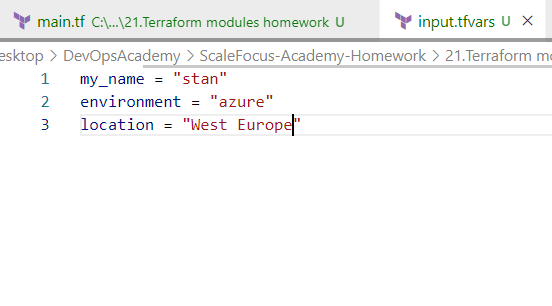 main.tf C:\...\21.Terraform modules homework U
input.tfvars U
esktop > DevOpsAcademy > ScaleFocus-Academy-Homework > 21.Terraform mo
1 my_name = "stan"
2 environment = "azure"
3 location = "West Europe"